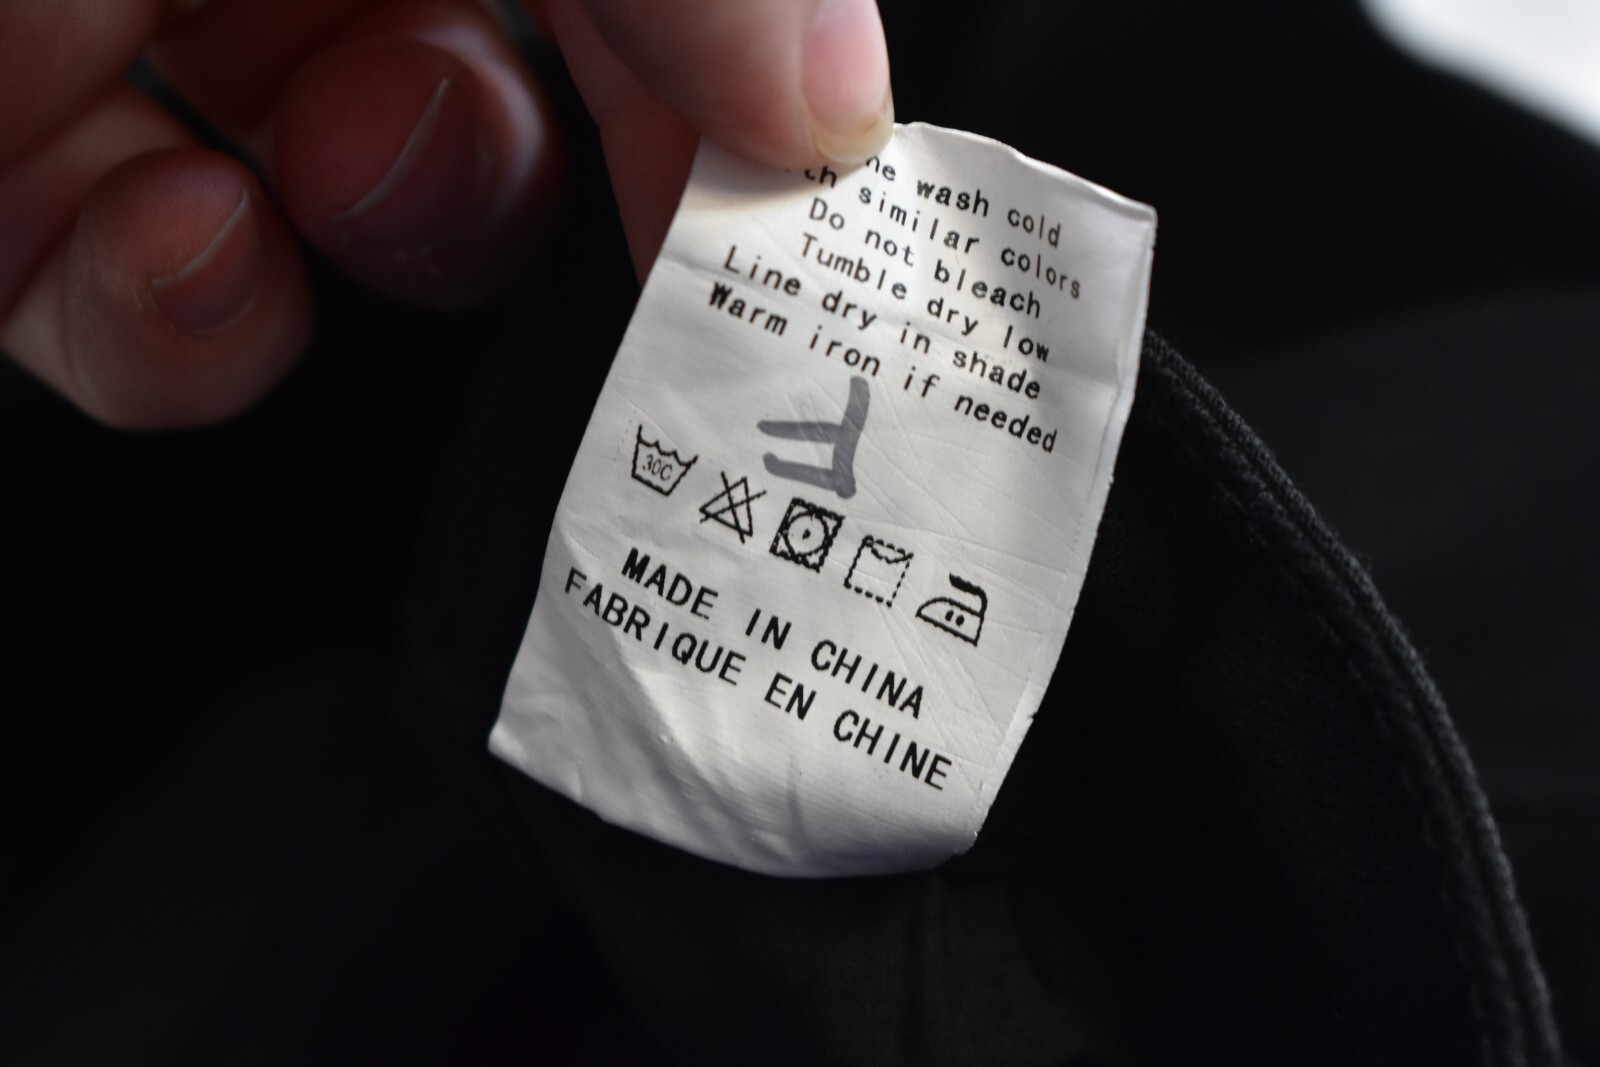 wash cold
similar colors
Do not bleach
Tumble dry low
Line dry in shade
Warm iron if needed
30C
MADE IN CHINA
FABRIQUE EN CHINE